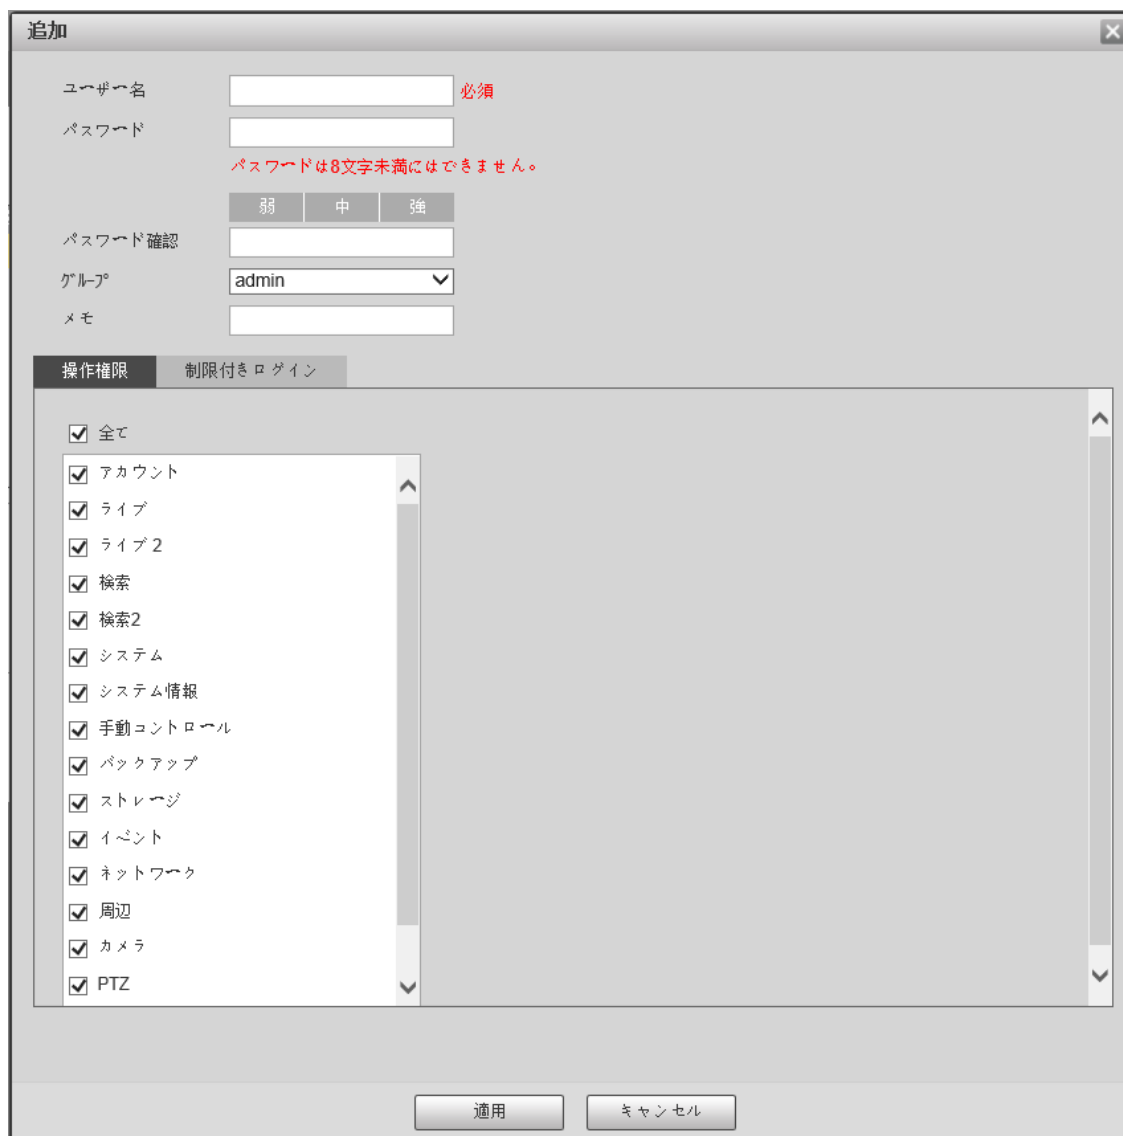 追加
ユーザー名 必須
パスワード
パスワードは8文字未満にはできません。
弱 中 強
パスワード確認
ｸﾞﾙｰﾌﾟ admin
メモ
操作権限 制限付きログイン
全て
アカウント
ライブ
ライブ 2
検索
検索2
システム
システム情報
手動コントロール
バックアップ
ストレージ
イベント
ネットワーク
周辺
カメラ
PTZ
適用 キャンセル